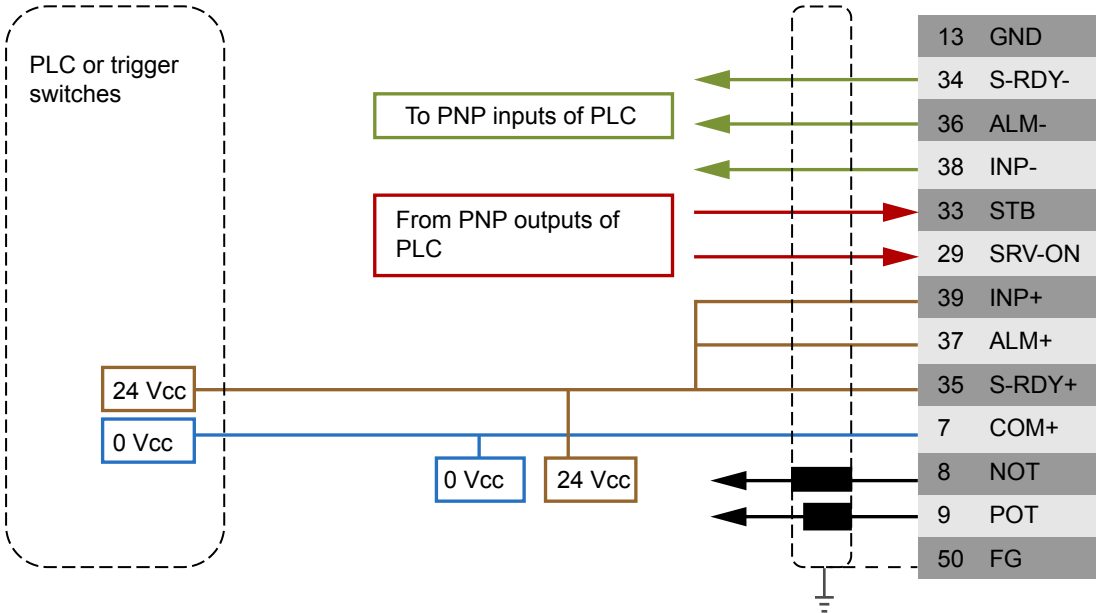 PLC or trigger
switches
To PNP inputs of PLC
From PNP outputs of
PLC
24 Vcc
0 Vcc
0 Vcc
24 Vcc
13 GND
34 S-RDY-
36 ALM-
38 INP-
33 STB
29 SRV-ON
39 INP+
37 ALM+
35 S-RDY+
7 COM+
8 NOT
9 POT
50 FG